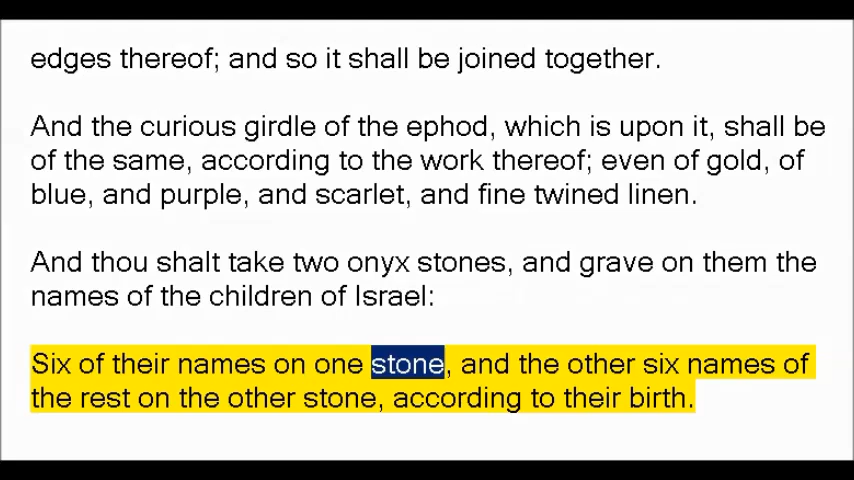 edges thereof; and so it shall be joined together.
And the curious girdle of the ephod, which is upon it, shall be
of the same, according to the work thereof; even of gold, of
blue, and purple, and scarlet, and fine twined linen.
And thou shalt take two onyx stones, and grave on them the
names of the children of Israel:
Six of their names on one stone, and the other six names of
the rest on the other stone, according to their birth.